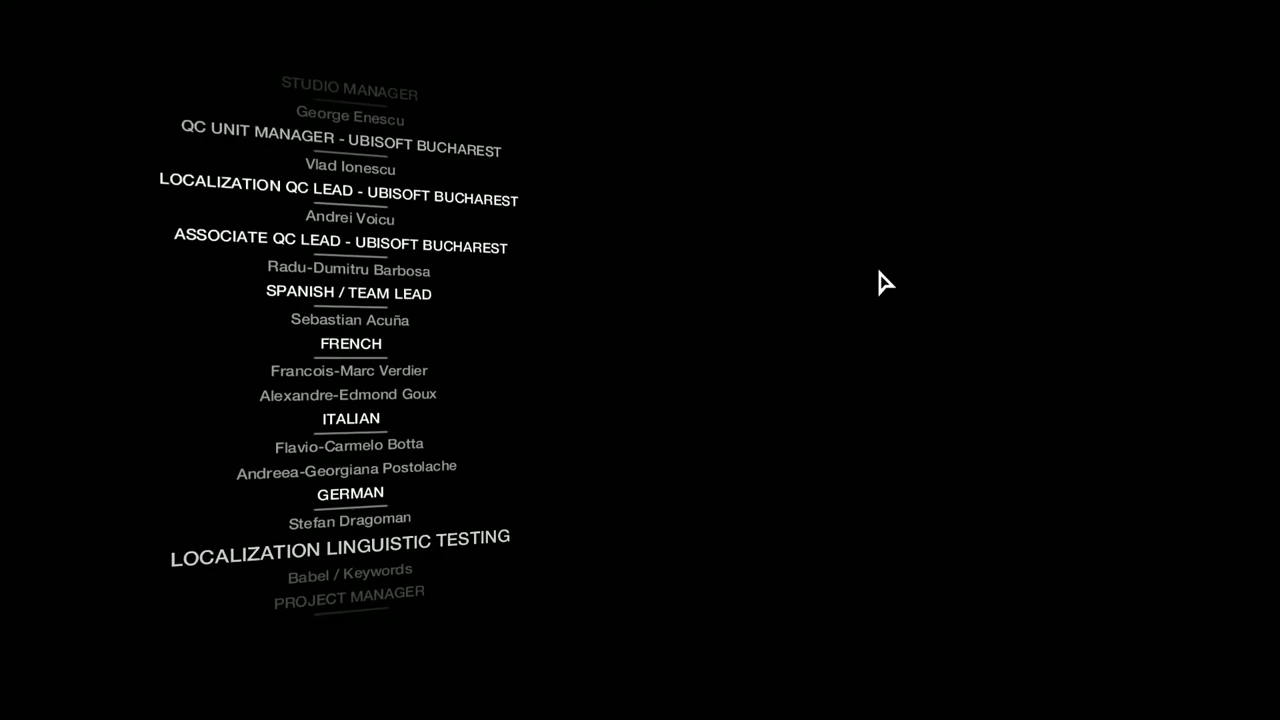 STUDIO MANAGER
George Enescu
QC UNIT MANAGER - UBISOFT BUCHAREST
Vlad Ionescu
LOCALIZATION QC LEAD - UBISOFT BUCHAREST
Andrei Voicu
ASSOCIATE QC LEAD - UBISOFT BUCHAREST
Radu-Dumitru Barbosa
SPANISH / TEAM LEAD
Sebastian Acuña
FRENCH
Francois-Marc Verdier
Alexandre-Edmond Goux
ITALIAN
Flavio-Carmelo Botta
Andreea-Georgiana Postolache
GERMAN
Stefan Dragoman
LOCALIZATION LINGUISTIC TESTING
Babel / Keywords
PROJECT MANAGER